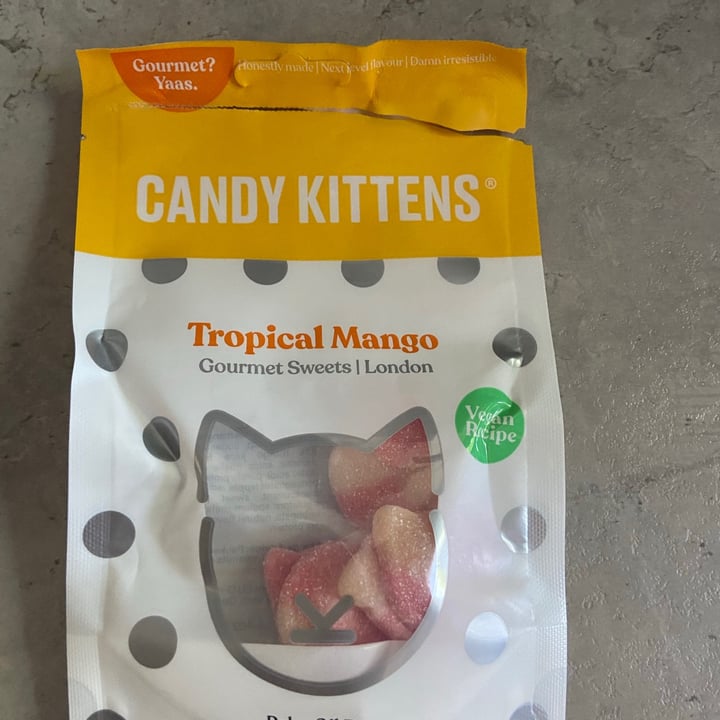 Gourmet?
Yaas.
Honestly made | Next level flavour | Damn irresistible
CANDY KITTENS®
Tropical Mango
Gourmet Sweets | London
Vegan
Recipe